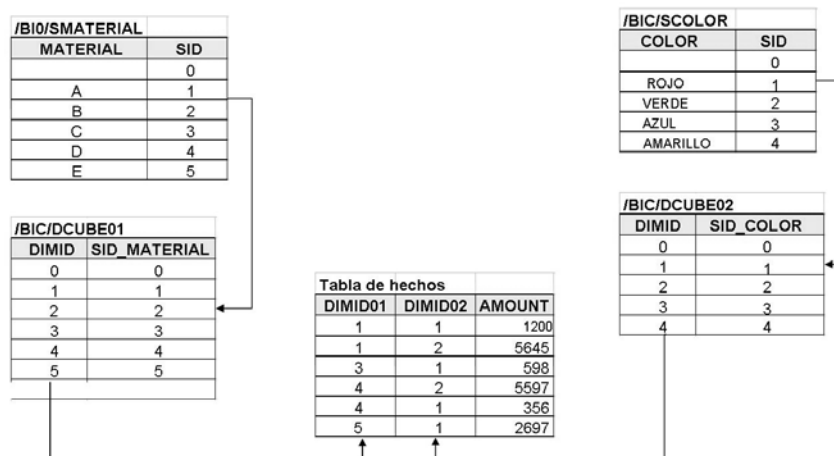 /BI0/SMATERIAL
MATERIAL SID
0
A 1
B 2
C 3
D 4
E 5
/BIC/DCUBE01
DIMID SID_MATERIAL
0 0
1 1
2 2
3 3
4 4
5 5
Tabla de hechos
DIMID01 DIMID02 AMOUNT
1 1 1200
1 2 5645
3 1 598
4 2 5597
4 1 356
5 1 2697
/BIC/SCOLOR
COLOR SID
0
ROJO 1
VERDE 2
AZUL 3
AMARILLO 4
/BIC/DCUBE02
DIMID SID_COLOR
0 0
1 1
2 2
3 3
4 4